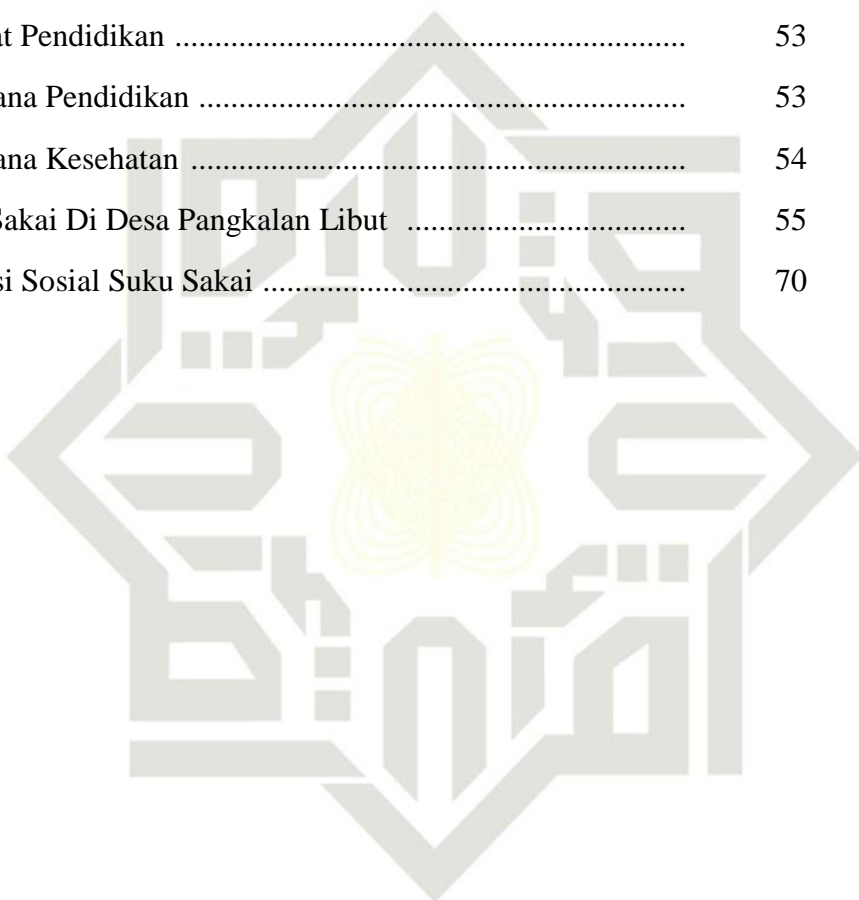 at Pendidikan ................................................................ 53
ana Pendidikan ............................................................. 53
ana Kesehatan .............................................................. 54
Sakai Di Desa Pangkalan Libut ................................... 55
si Sosial Suku Sakai ..................................................... 70